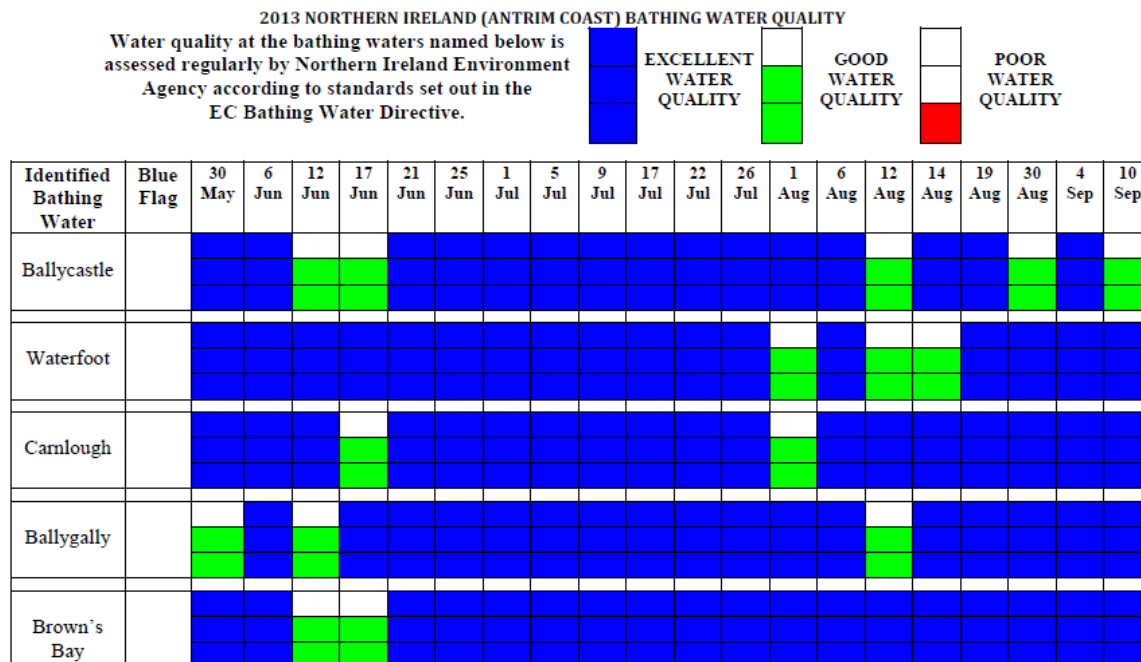 2013 NORTHERN IRELAND (ANTRIM COAST) BATHING WATER QUALITY
Water quality at the bathing waters named below is
assessed regularly by Northern Ireland Environment
Agency according to standards set out in the
EC Bathing Water Directive.
EXCELLENT
WATER
QUALITY
GOOD
WATER
QUALITY
POOR
WATER
QUALITY
Identified
Bathing
Water
Blue
Flag
30
May
6
Jun
12
Jun
17
Jun
21
Jun
25
Jun
1
Jul
5
Jul
9
Jul
17
Jul
22
Jul
26
Jul
1
Aug
6
Aug
12
Aug
14
Aug
19
Aug
30
Aug
4
Sep
10
Sep
Ballycastle
Waterfoot
Carnlough
Ballygally
Brown's
Bay